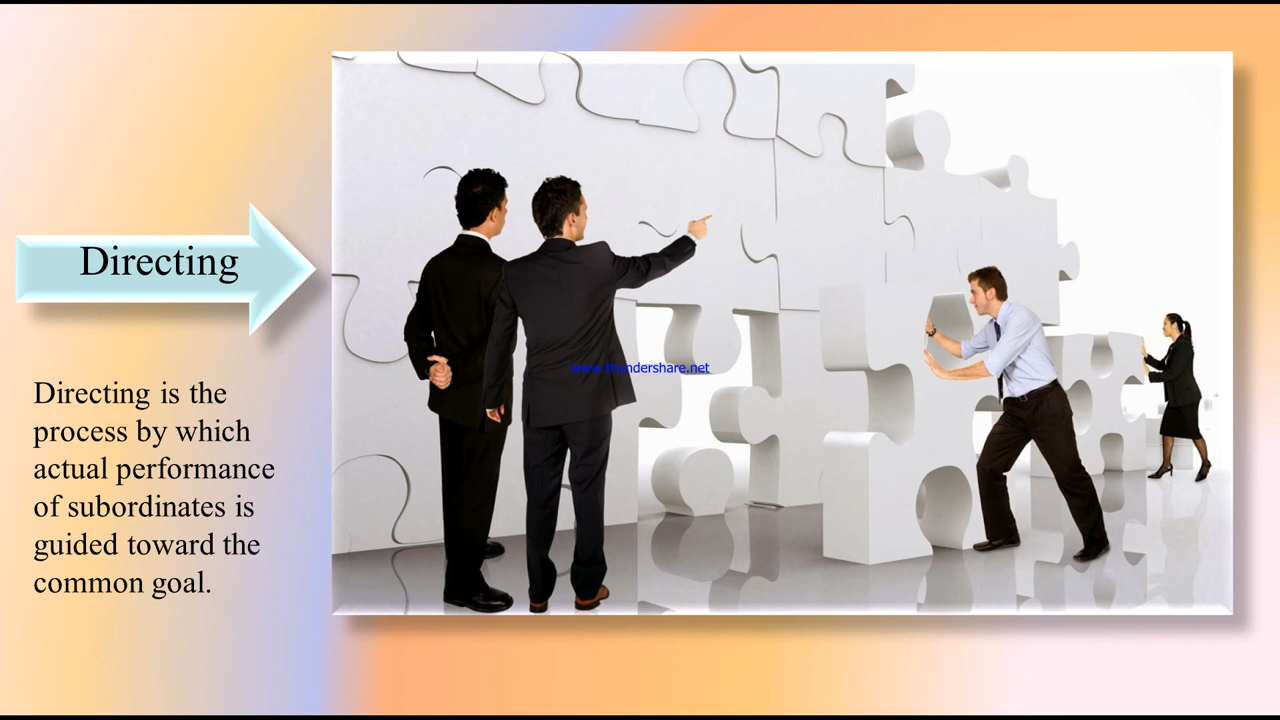 Directing
Directing is the
process by which
actual performance
of subordinates is
guided toward the
common goal.
www.thundershare.net